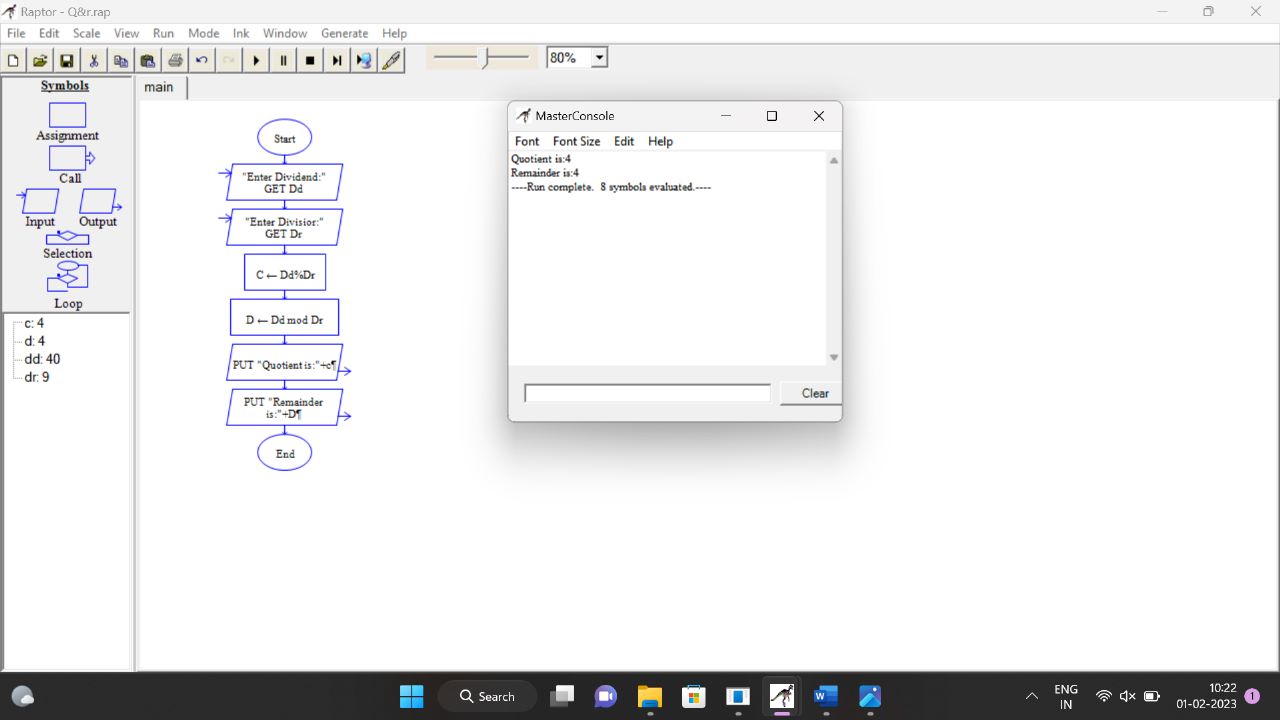 Raptor - Q&r.rap
File Edit Scale View Run Mode Ink Window Generate Help
80%
Symbols
Assignment
Call
Input Output
Selection
Loop
c: 4
d: 4
dd: 40
dr: 9
main
Start
"Enter Dividend:"
GET Dd
"Enter Divisior:"
GET Dr
C ← Dd%Dr
D ← Dd mod Dr
PUT "Quotient is:"+c¶
PUT "Remainder
is:"+D¶
End
MasterConsole
Font Font Size Edit Help
Quotient is:4
Remainder is:4
----Run complete. 8 symbols evaluated.----
Clear
Search
ENG
IN
10:22
01-02-2023
1